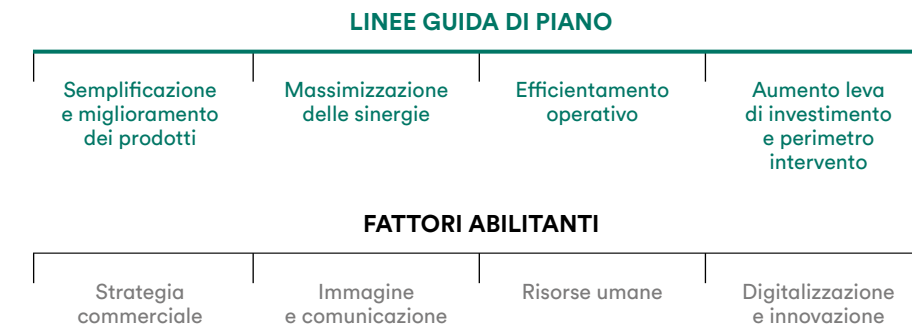 LINEE GUIDA DI PIANO
Semplificazione
e miglioramento
dei prodotti
Massimizzazione
delle sinergie
Efficientamento
operativo
Aumento leva
di investimento
e perimetro
intervento
FATTORI ABILITANTI
Strategia
commerciale
Immagine
e comunicazione
Risorse umane
Digitalizzazione
e innovazione